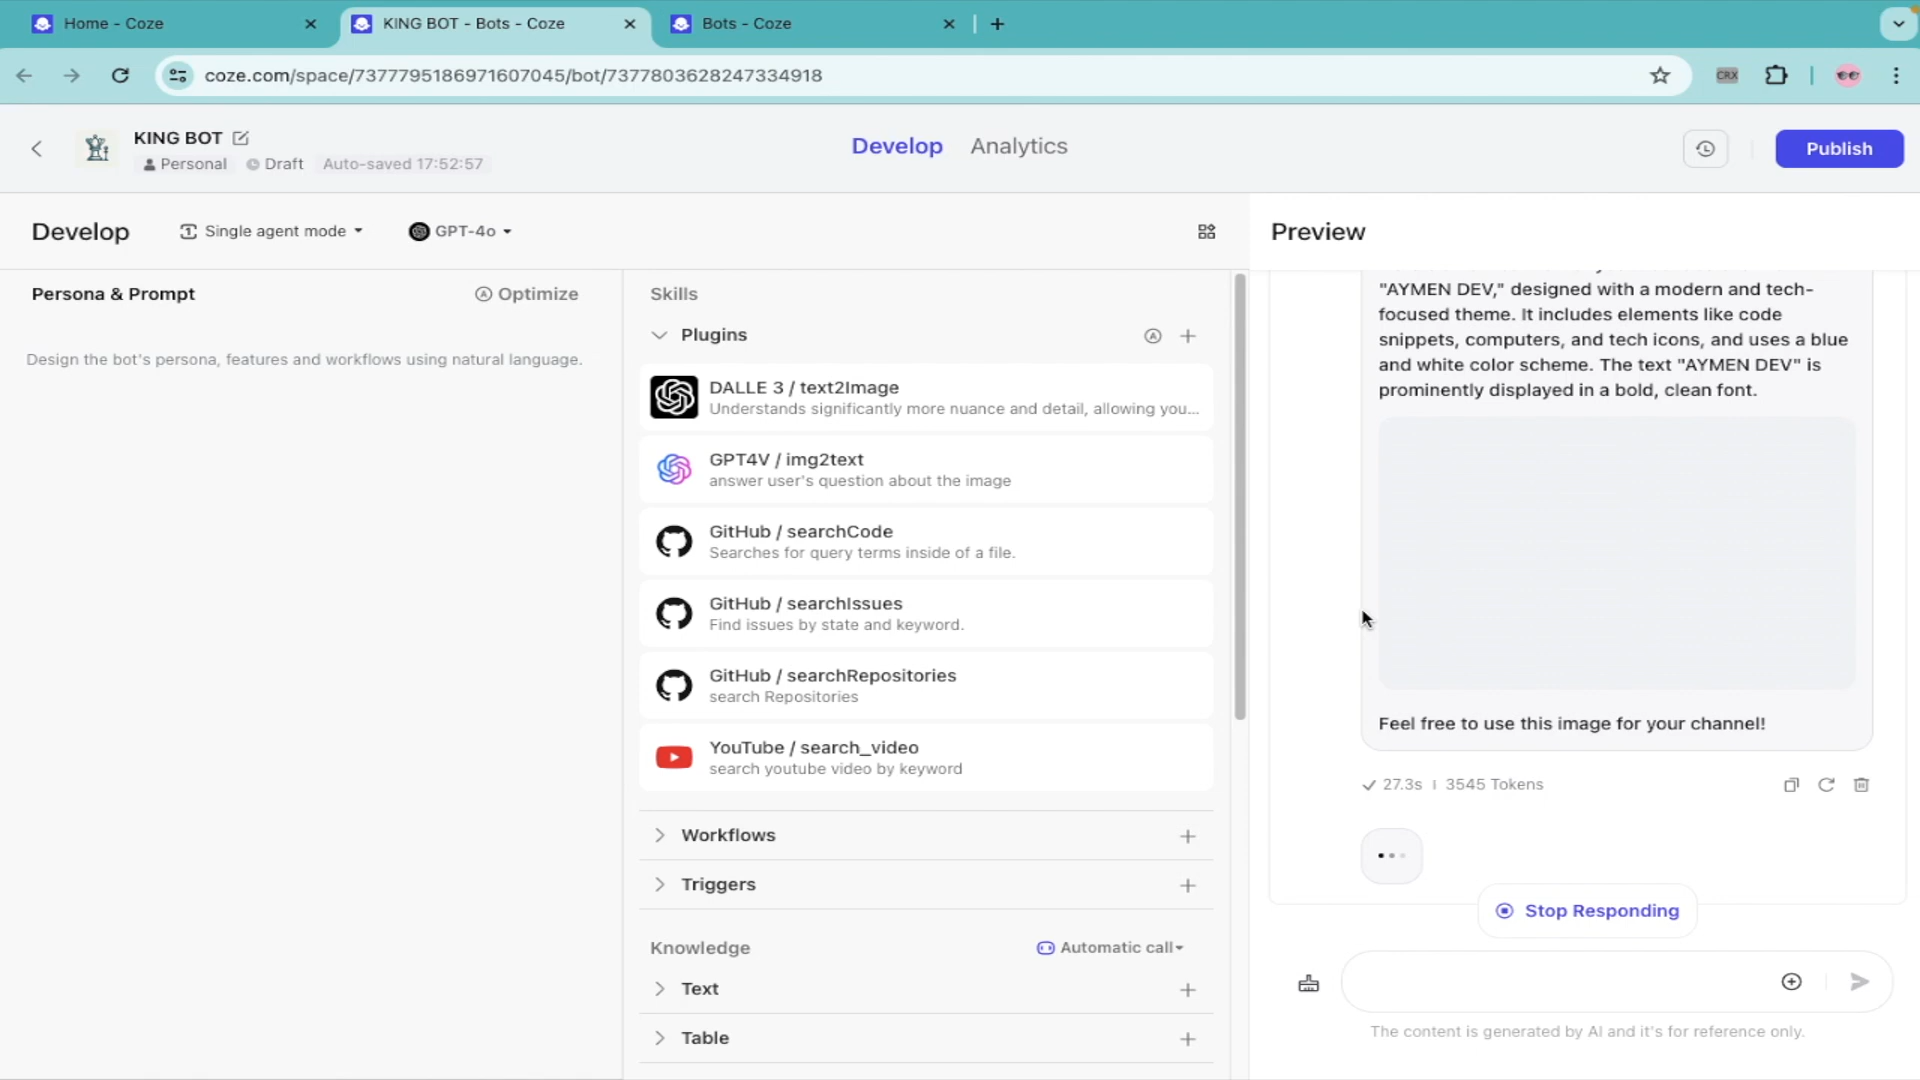 Home - Coze
KING BOT - Bots - Coze
Bots - Coze
coze.com/space/7377795186971607045/bot/7377803628247334918
CRX
KING BOT
Personal
Draft
Auto-saved 17:52:57
Develop
Analytics
Publish
Develop
Single agent mode
GPT-4o
Preview
Persona & Prompt
Optimize
Design the bot's persona, features and workflows using natural language.
Skills
Plugins
DALLE 3 / text2Image
Understands significantly more nuance and detail, allowing you...
GPT4V / img2text
answer user's question about the image
GitHub / searchCode
Searches for query terms inside of a file.
GitHub / searchIssues
Find issues by state and keyword.
GitHub / searchRepositories
search Repositories
YouTube / search_video
search youtube video by keyword
Workflows
Triggers
Knowledge
Automatic call
Text
Table
"AYMEN DEV," designed with a modern and tech-
focused theme. It includes elements like code
snippets, computers, and tech icons, and uses a blue
and white color scheme. The text "AYMEN DEV" is
prominently displayed in a bold, clean font.
Feel free to use this image for your channel!
27.3s | 3545 Tokens
Stop Responding
The content is generated by AI and it's for reference only.